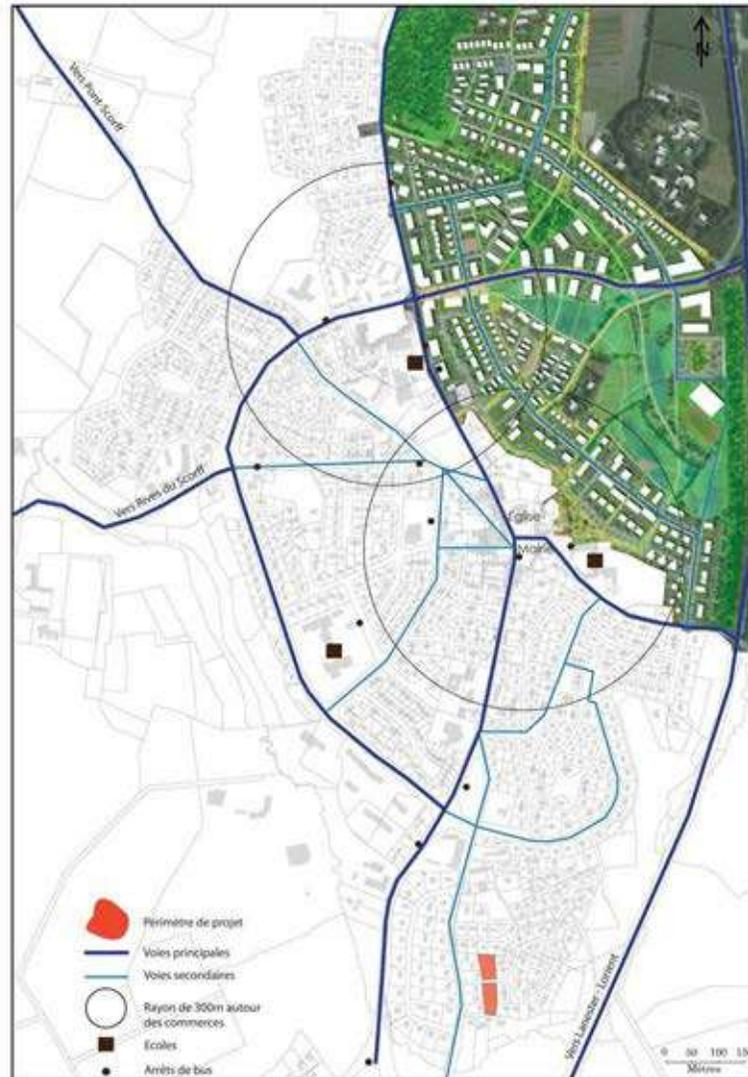 N
Vers Pont-Scorff
Vers Rives du Scorff
Eglise
Mairie
Vers Lanester - Lorient
Périmètre de projet
Voies principales
Voies secondaires
Rayon de 300m autour
des commerces
Ecoles
Arrêts de bus
0 50 100
Mètres